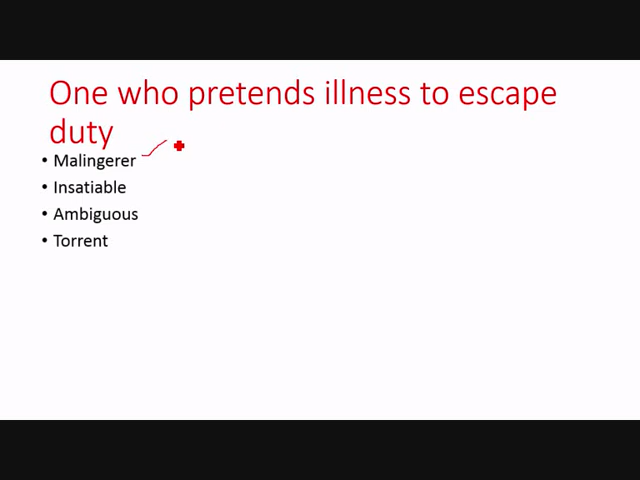 One who pretends illness to escape
duty
• Malingerer
• Insatiable
• Ambiguous
• Torrent